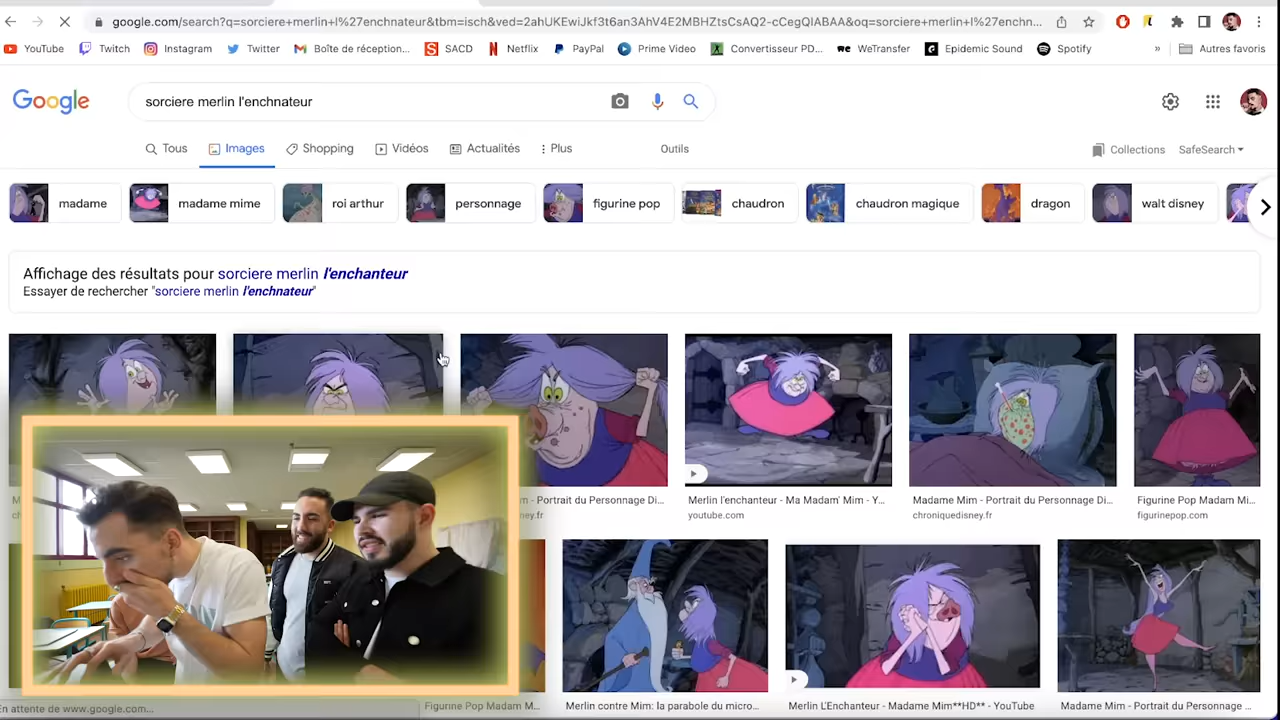 google.com/search?q=sorciere+merlin+l%27enchnateur&tbm=isch&ved=2ahUKEwiJkf3t6an3AhV4E2MBHZtsCsAQ2-cCegQIABAA&oq=sorciere+merlin+l%27enchn...
YouTube Twitch Instagram Twitter Boîte de réception... SACD Netflix PayPal Prime Video Convertisseur PD... WeTransfer Epidemic Sound Spotify » Autres favoris
Google
sorciere merlin l'enchnateur
Tous Images Shopping Vidéos Actualités Plus Outils Collections SafeSearch
madame madame mime roi arthur personnage figurine pop chaudron chaudron magique dragon walt disney
Affichage des résultats pour sorciere merlin l'enchanteur
Essayer de rechercher "sorciere merlin l'enchnateur"
- Portrait du Personnage Di... Merlin l'enchanteur - Ma Madam' Mim - Y... Madame Mim - Portrait du Personnage Di... Figurine Pop Madam Mi...
youtube.com chroniquedisney.fr figurinepop.com
En attente de www.google.com...
Figurine Pop Madam M... Merlin contre Mim: la parabole du micro... Merlin L'Enchanteur - Madame Mim**HD** - YouTube Madame Mim - Portrait du Personnage ...